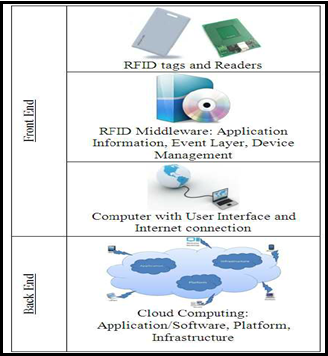 Front End
RFID tags and Readers
RFID Middleware: Application
Information, Event Layer, Device
Management
Computer with User Interface and
Internet connection
Back End
Cloud Computing:
Application/Software, Platform,
Infrastructure